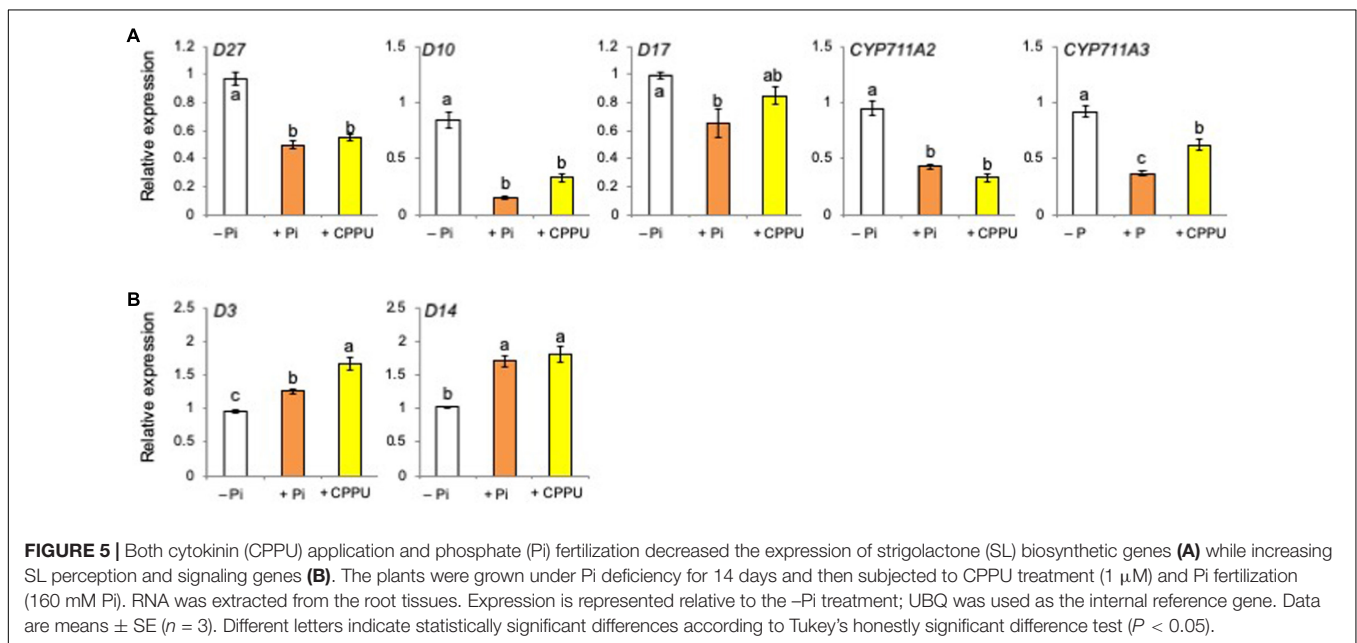 A
D27
D10
D17
CYP711A2
CYP711A3
Relative expression
1.2
1
0.8
0.6
0.4
0.2
0
a
b
b
– Pi
+ Pi
+ CPPU
1.5
1
0.5
0
a
b
b
– Pi
+ Pi
+ CPPU
1.2
1
0.8
0.6
0.4
0.2
0
a
b
ab
– Pi
+ Pi
+ CPPU
1.5
1
0.5
0
a
b
b
– Pi
+ Pi
+ CPPU
1.5
1
0.5
0
a
c
b
– P
+ P
+ CPPU
B
D3
D14
Relative expression
2.5
2
1.5
1
0.5
0
c
b
a
– Pi
+ Pi
+ CPPU
2.5
2
1.5
1
0.5
0
b
a
a
– Pi
+ Pi
+ CPPU
FIGURE 5 | Both cytokinin (CPPU) application and phosphate (Pi) fertilization decreased the expression of strigolactone (SL) biosynthetic genes (A) while increasing
SL perception and signaling genes (B). The plants were grown under Pi deficiency for 14 days and then subjected to CPPU treatment (1 μM) and Pi fertilization
(160 mM Pi). RNA was extracted from the root tissues. Expression is represented relative to the –Pi treatment; UBQ was used as the internal reference gene. Data
are means ± SE (n = 3). Different letters indicate statistically significant differences according to Tukey's honestly significant difference test (P < 0.05).